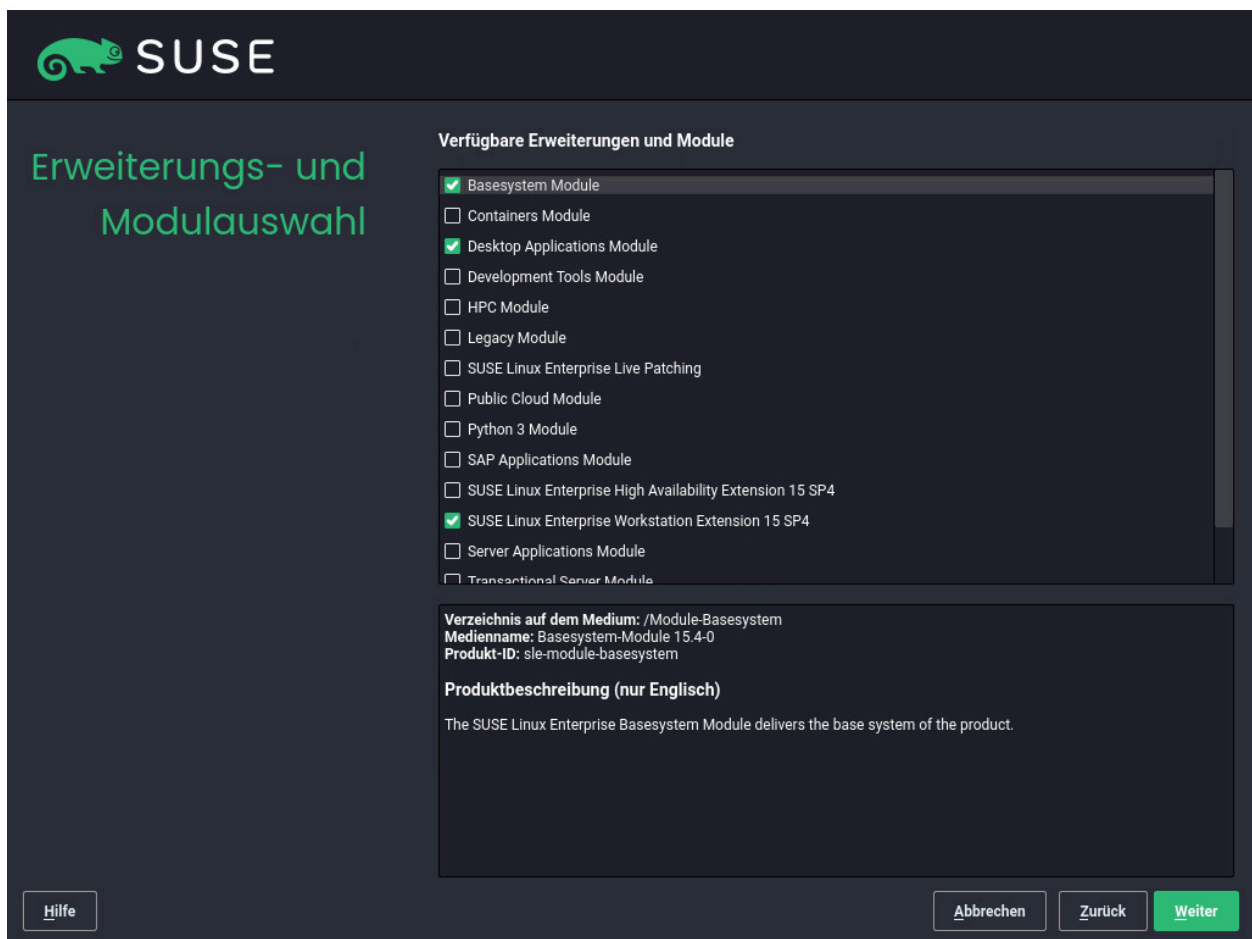 SUSE
Erweiterungs- und
Modulauswahl
Verfügbare Erweiterungen und Module
Basesystem Module
Containers Module
Desktop Applications Module
Development Tools Module
HPC Module
Legacy Module
SUSE Linux Enterprise Live Patching
Public Cloud Module
Python 3 Module
SAP Applications Module
SUSE Linux Enterprise High Availability Extension 15 SP4
SUSE Linux Enterprise Workstation Extension 15 SP4
Server Applications Module
Transactional Server Module
Verzeichnis auf dem Medium: /Module-Basesystem
Medienname: Basesystem-Module 15.4-0
Produkt-ID: sle-module-basesystem
Produktbeschreibung (nur Englisch)
The SUSE Linux Enterprise Basesystem Module delivers the base system of the product.
Hilfe
Abbrechen
Zurück
Weiter